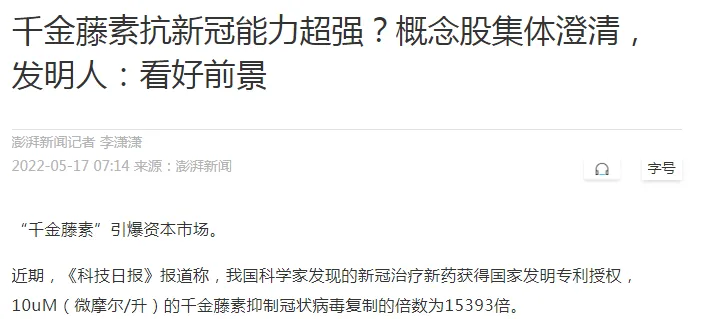 千金藤素抗新冠能力超强？概念股集体澄清，
发明人：看好前景
澎湃新闻记者 李潇潇
2022-05-17 07:14 来源：澎湃新闻
字号
“千金藤素”引爆资本市场。
近期，《科技日报》报道称，我国科学家发现的新冠治疗新药获得国家发明专利授权，
10uM（微摩尔/升）的千金藤素抑制冠状病毒复制的倍数为15393倍。